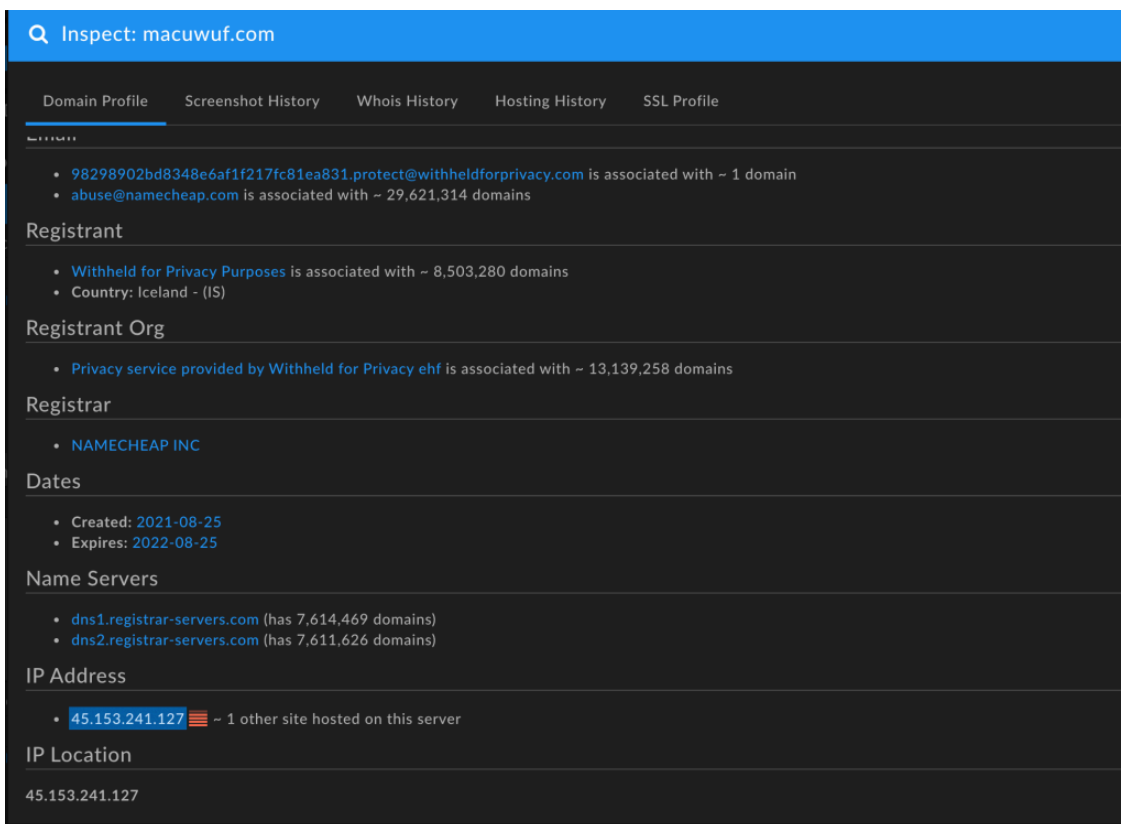 Inspect: macuwuf.com
Domain Profile Screenshot History Whois History Hosting History SSL Profile
Email
• 98298902bd8348e6af1f217fc81ea831.protect@withheldforprivacy.com is associated with ~ 1 domain
• abuse@namecheap.com is associated with ~ 29,621,314 domains
Registrant
• Withheld for Privacy Purposes is associated with ~ 8,503,280 domains
• Country: Iceland - (IS)
Registrant Org
• Privacy service provided by Withheld for Privacy ehf is associated with ~ 13,139,258 domains
Registrar
• NAMECHEAP INC
Dates
• Created: 2021-08-25
• Expires: 2022-08-25
Name Servers
• dns1.registrar-servers.com (has 7,614,469 domains)
• dns2.registrar-servers.com (has 7,611,626 domains)
IP Address
• 45.153.241.127 ~ 1 other site hosted on this server
IP Location
45.153.241.127